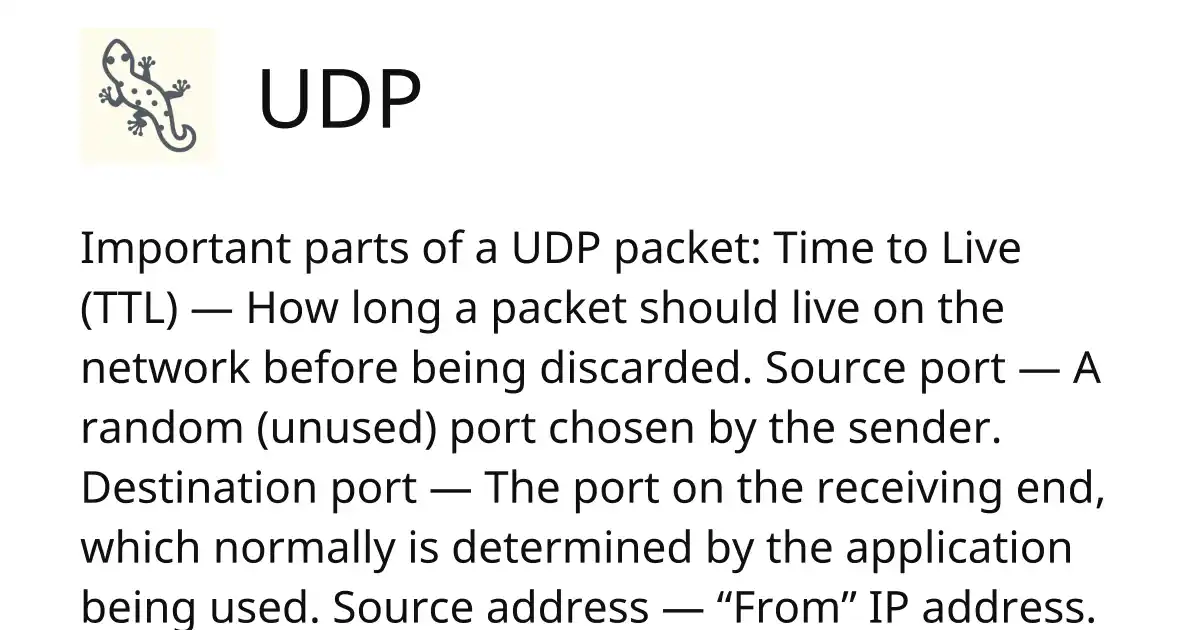 UDP
Important parts of a UDP packet: Time to Live
(TTL) — How long a packet should live on the
network before being discarded. Source port — A
random (unused) port chosen by the sender.
Destination port — The port on the receiving end,
which normally is determined by the application
being used. Source address — “From” IP address.